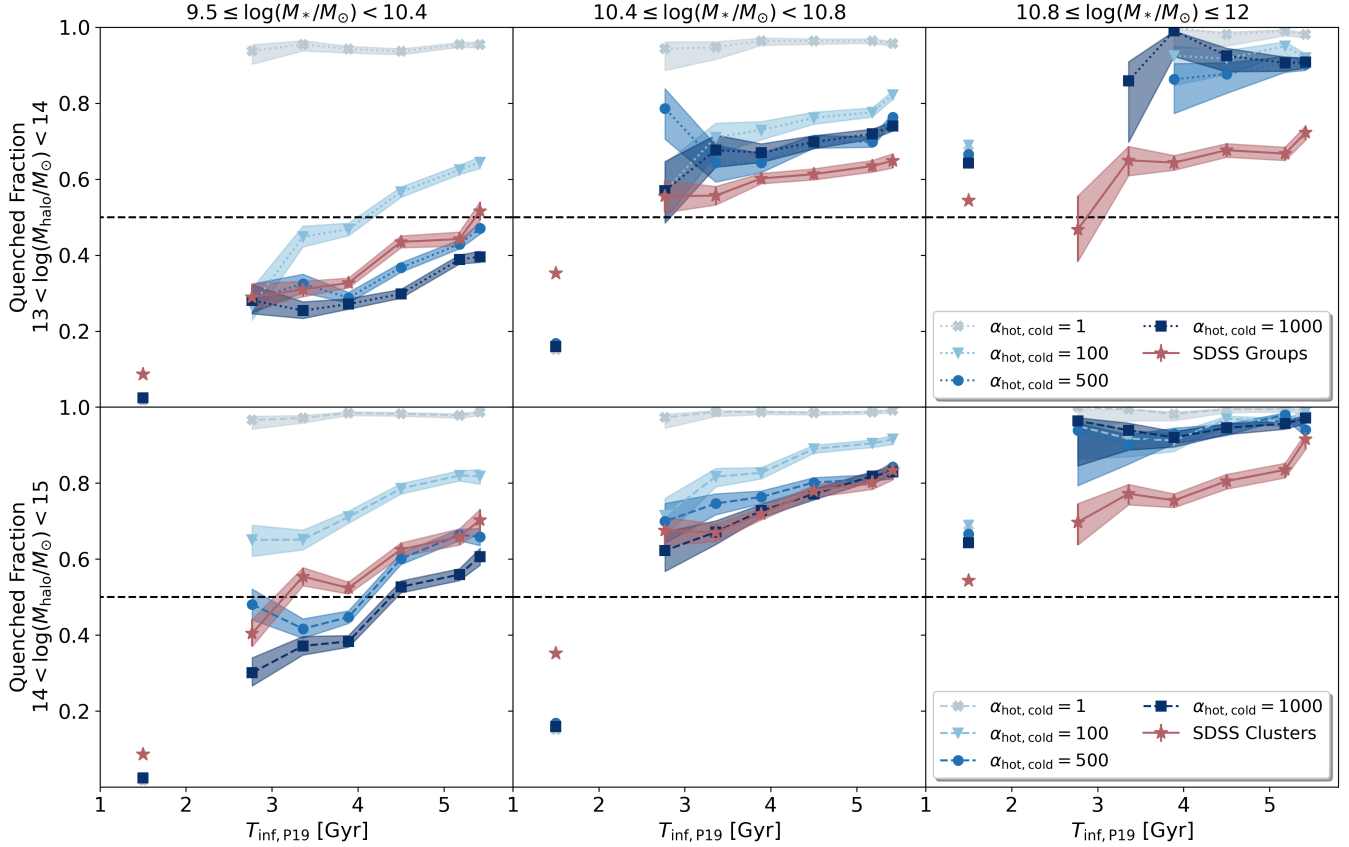 9.5 ≤ log(M∗/M⊙) < 10.4
10.4 ≤ log(M∗/M⊙) < 10.8
10.8 ≤ log(M∗/M⊙) ≤ 12
Quenched Fraction
13 < log(Mhalo/M⊙) < 14
1.0
0.8
0.6
0.4
0.2
αhot, cold = 1
αhot, cold = 100
αhot, cold = 500
αhot, cold = 1000
SDSS Groups
Quenched Fraction
14 < log(Mhalo/M⊙) < 15
1.0
0.8
0.6
0.4
0.2
αhot, cold = 1
αhot, cold = 100
αhot, cold = 500
αhot, cold = 1000
SDSS Clusters
1 2 3 4 5 1 2 3 4 5 1 2 3 4 5
Tinf, P19 [Gyr] Tinf, P19 [Gyr] Tinf, P19 [Gyr]